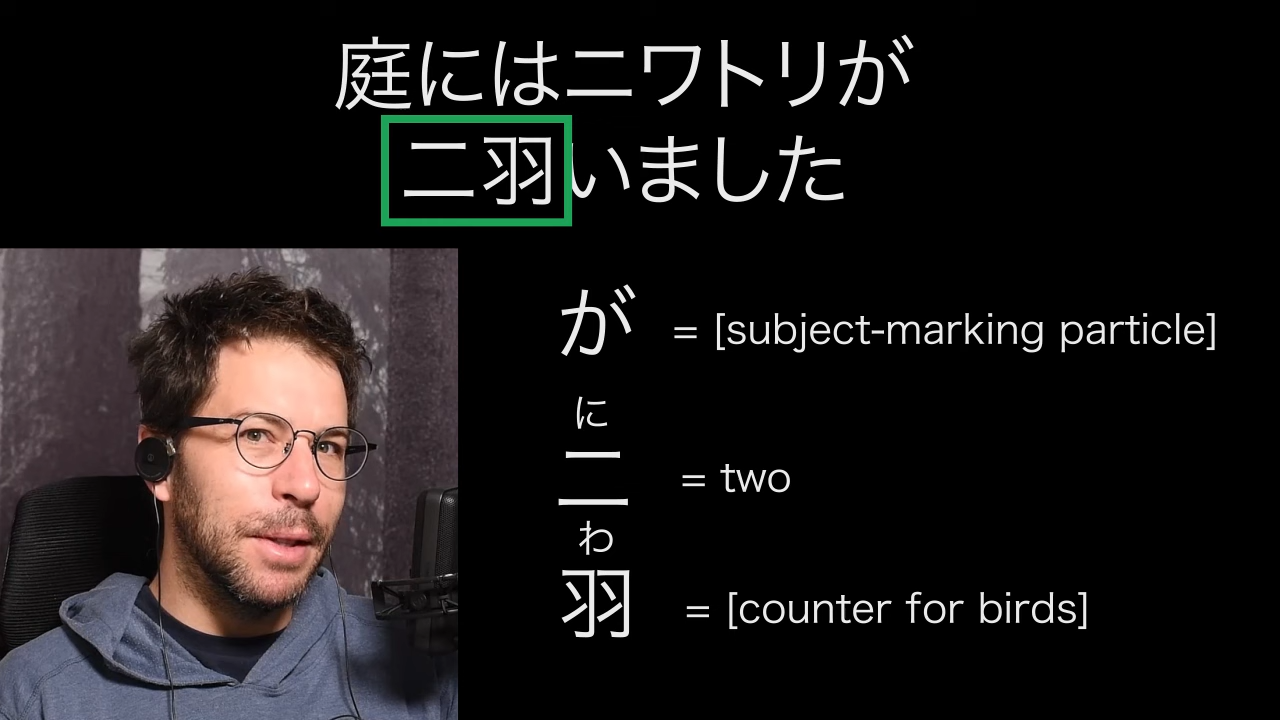 庭にはニワトリが
二羽いました
が = [subject-marking particle]
に
二 = two
わ
羽 = [counter for birds]